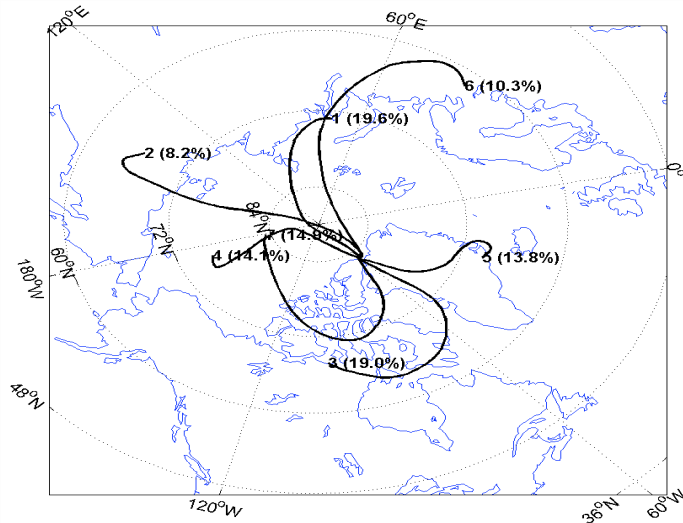 120°E
60°E
6 (10.3%)
1 (19.6%)
2 (8.2%)
0°
84°N
72°N
7 (14.9%)
4 (14.1%)
5 (13.8%)
60°N
180°W
3 (19.0%)
48°N
120°W
36°N
60°W